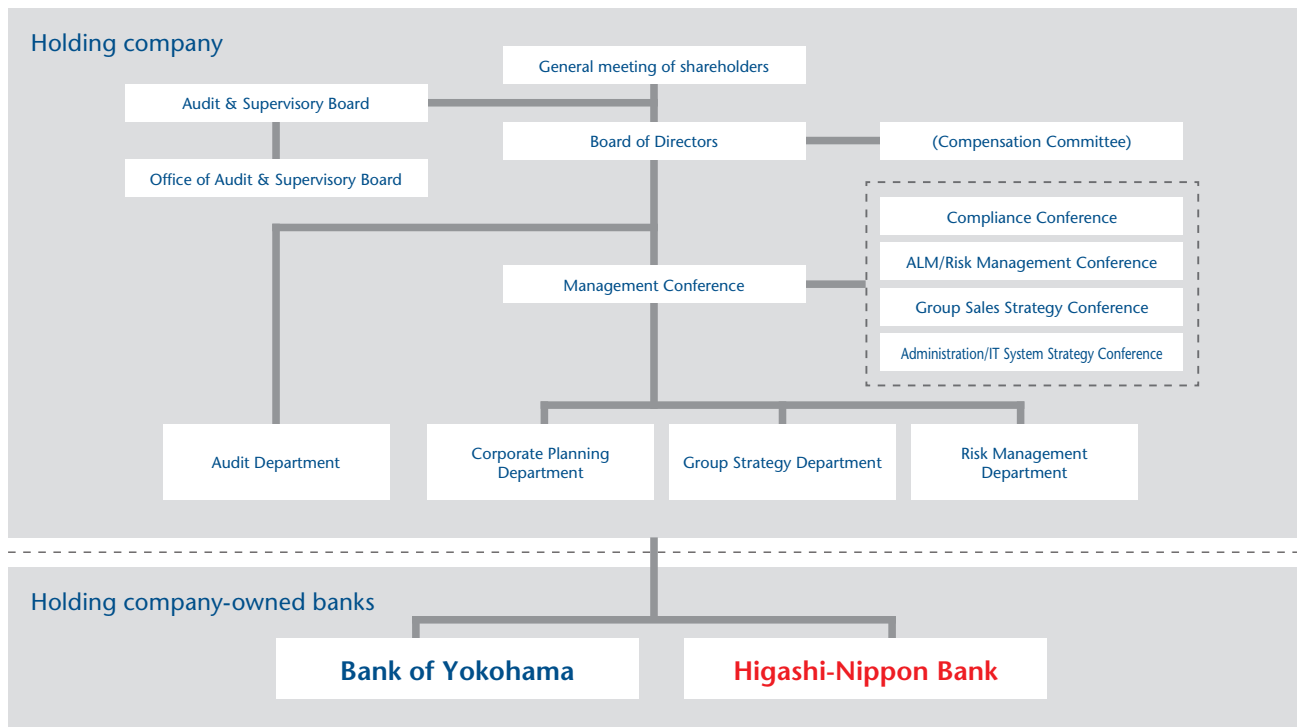 Holding company
General meeting of shareholders
Audit & Supervisory Board
Board of Directors
(Compensation Committee)
Office of Audit & Supervisory Board
Compliance Conference
ALM/Risk Management Conference
Management Conference
Group Sales Strategy Conference
Administration/IT System Strategy Conference
Audit Department
Corporate Planning
Department
Group Strategy Department
Risk Management
Department
Holding company-owned banks
Bank of Yokohama
Higashi-Nippon Bank